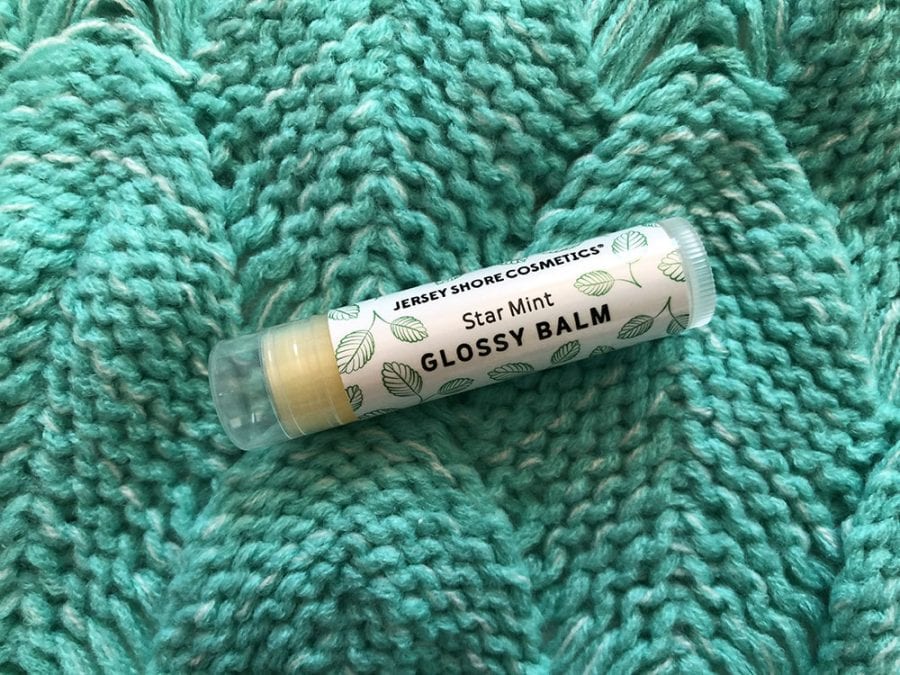 JERSEY SHORE COSMETICS®
Star Mint
GLOSSY BALM